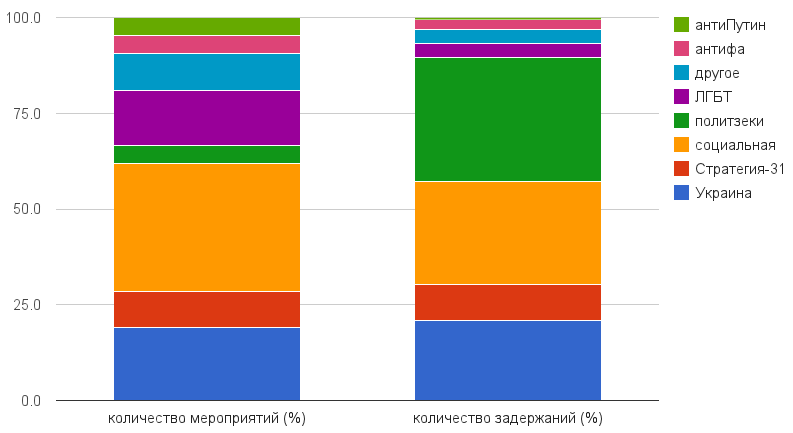 100.0
75.0
50.0
25.0
0.0
количество мероприятий (%)
количество задержаний (%)
антиПутин
антифа
другое
ЛГБТ
политзеки
социальная
Стратегия-31
Украина